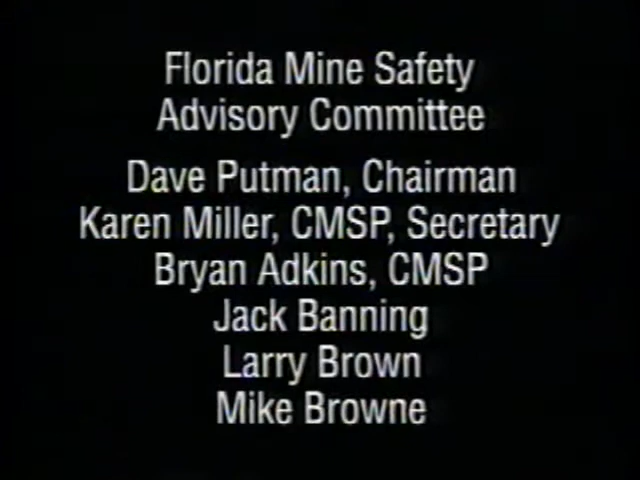 Florida Mine Safety
Advisory Committee
Dave Putman, Chairman
Karen Miller, CMSP, Secretary
Bryan Adkins, CMSP
Jack Banning
Larry Brown
Mike Browne